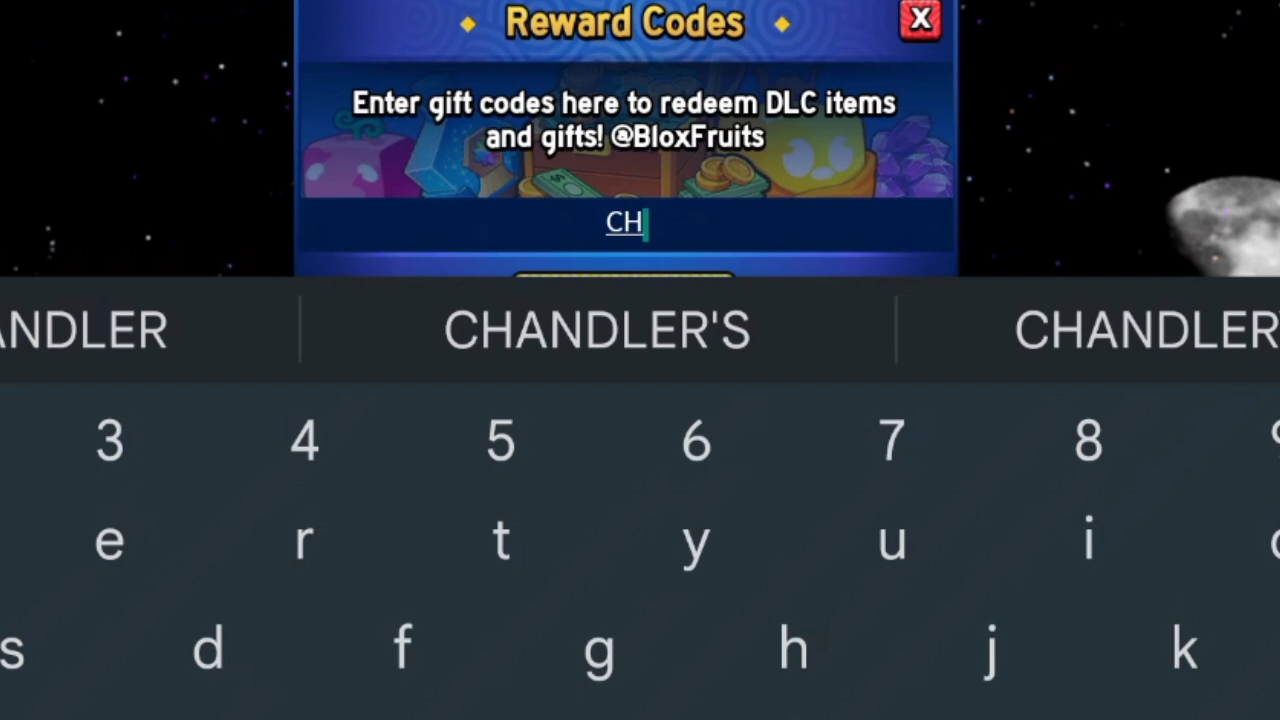 Reward Codes
X
Enter gift codes here to redeem DLC items
and gifts! @BloxFruits
CH
ANDLER CHANDLER'S CHANDLER
3 4 5 6 7 8
e r t y u i
s d f g h j k